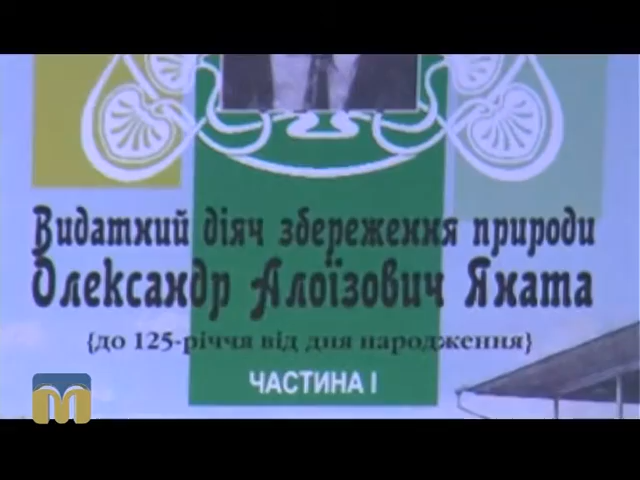 Видатний діяч збереження природи
Олександр Алоїзович Яната
{до 125-річчя від дня народження}
ЧАСТИНА І
M